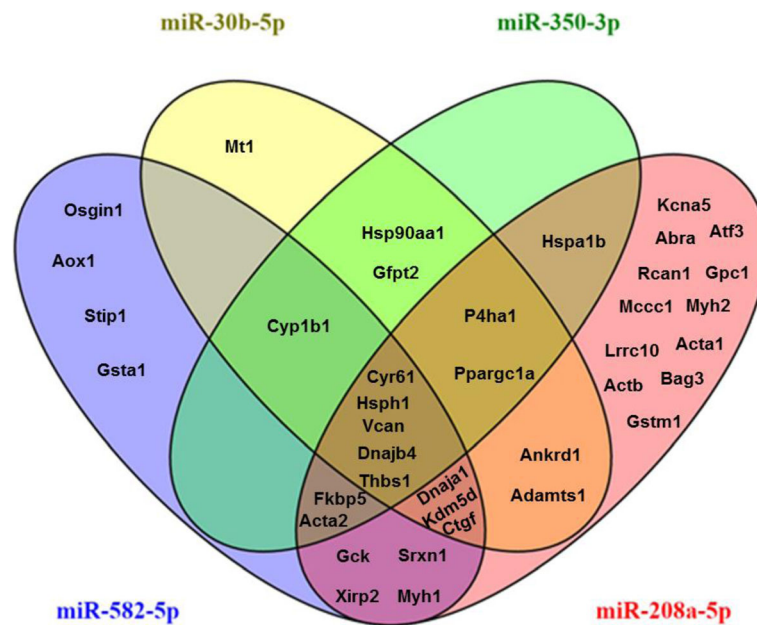 miR-30b-5p
miR-350-3p
Mt1
Osgin1
Aox1
Stip1
Gsta1
Hsp90aa1
Gfpt2
Cyp1b1
Hspa1b
P4ha1
Ppargc1a
Kcna5
Abra
Atf3
Rcan1
Gpc1
Mccc1
Myh2
Lrrc10
Acta1
Actb
Bag3
Gstm1
Cyr61
Hsph1
Vcan
Dnajb4
Thbs1
Fkbp5
Acta2
Dnaja1
Kdm5d
Ctgf
Ankrd1
Adamts1
Gck
Srxn1
Xirp2
Myh1
miR-582-5p
miR-208a-5p